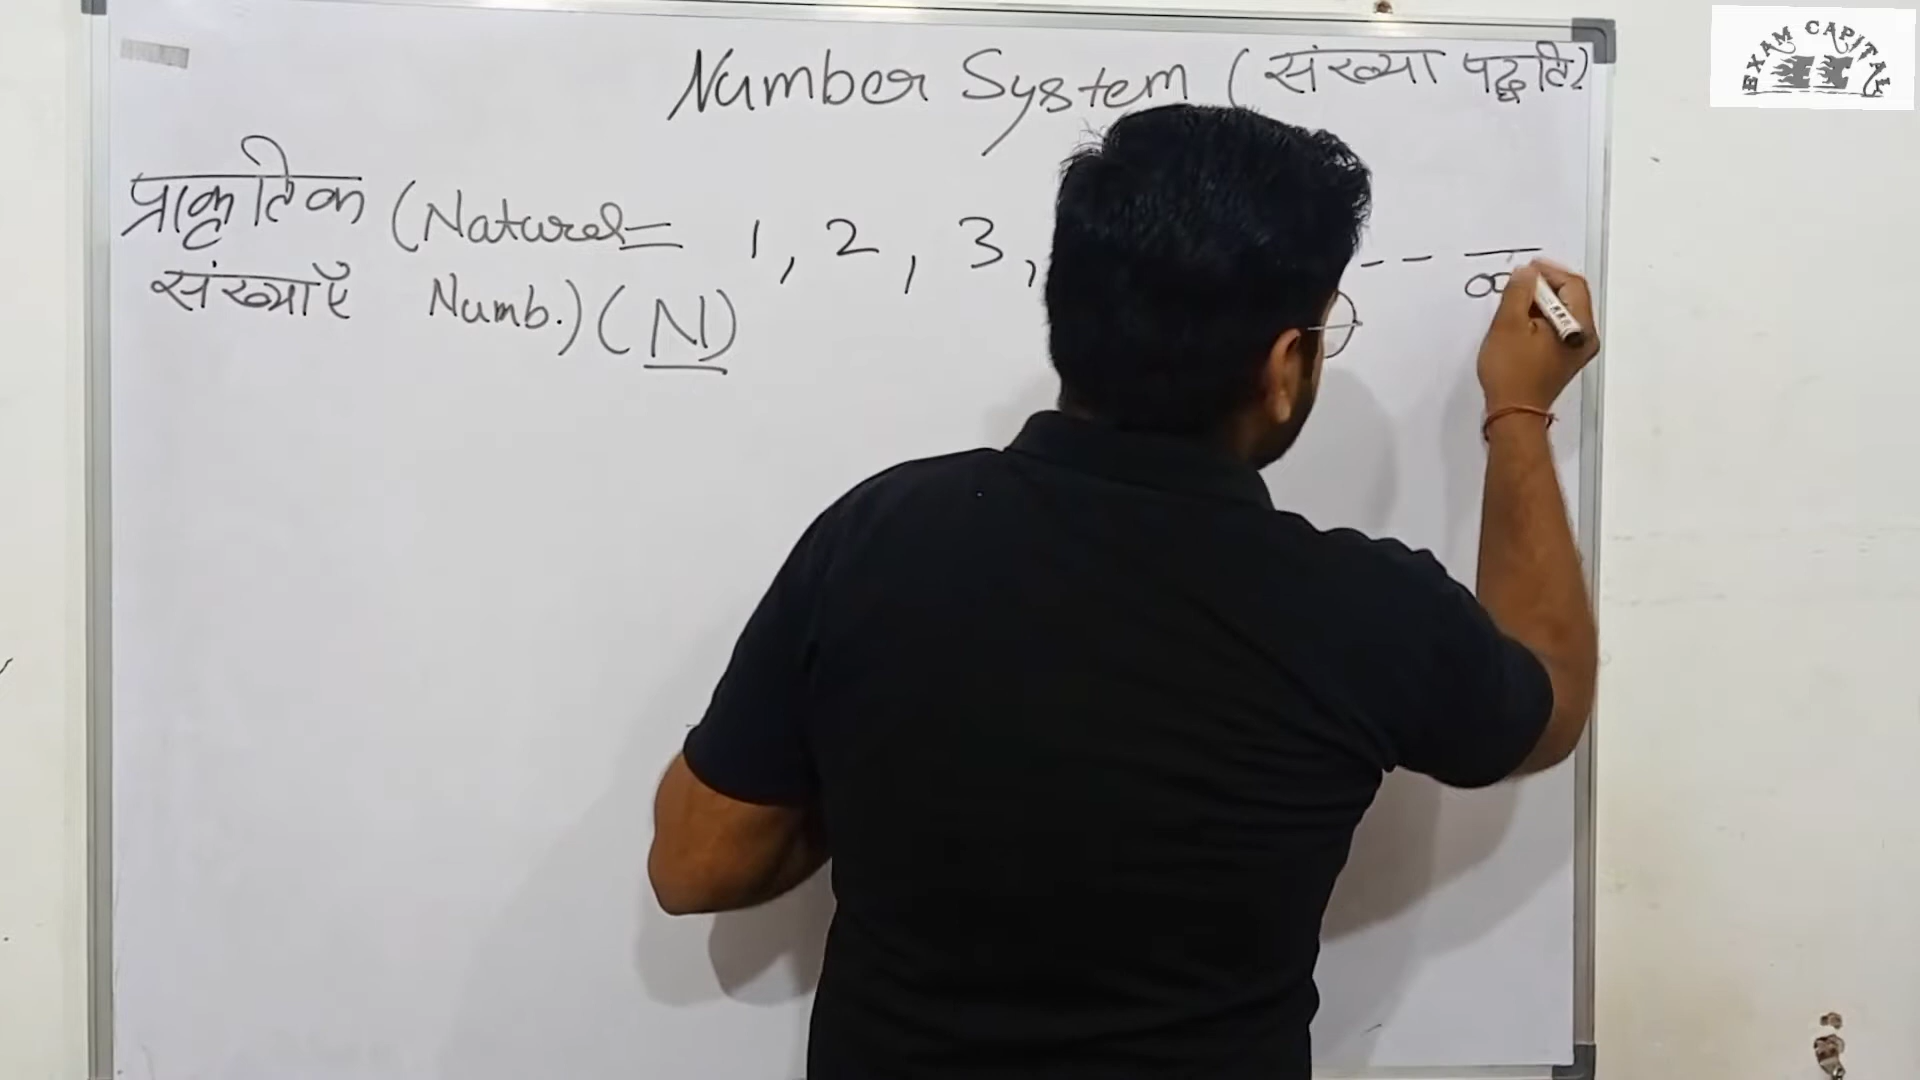 Number System (संख्या पद्धति)
प्राकृतिक (Natural = 1, 2, 3, - - ∞
संख्याएँ Numb.) (N)
EXAM CAPITAL